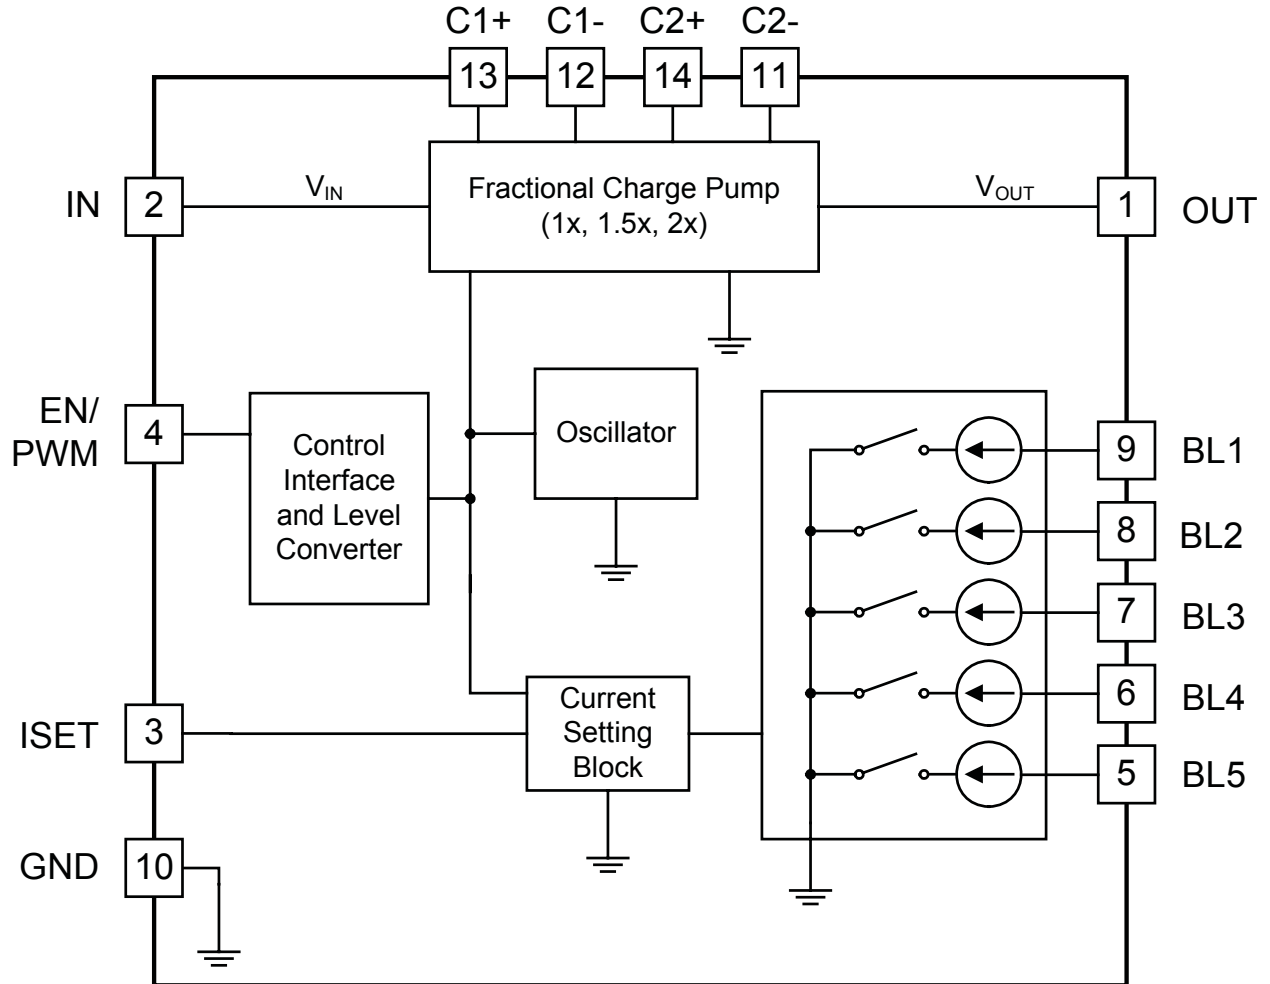 C1+ C1- C2+ C2-
13 12 14 11
IN 2 V_IN Fractional Charge Pump V_OUT 1 OUT
(1x, 1.5x, 2x)
EN/
PWM 4
Control
Interface
and Level
Converter
Oscillator
9 BL1
8 BL2
7 BL3
6 BL4
5 BL5
ISET 3
Current
Setting
Block
GND 10